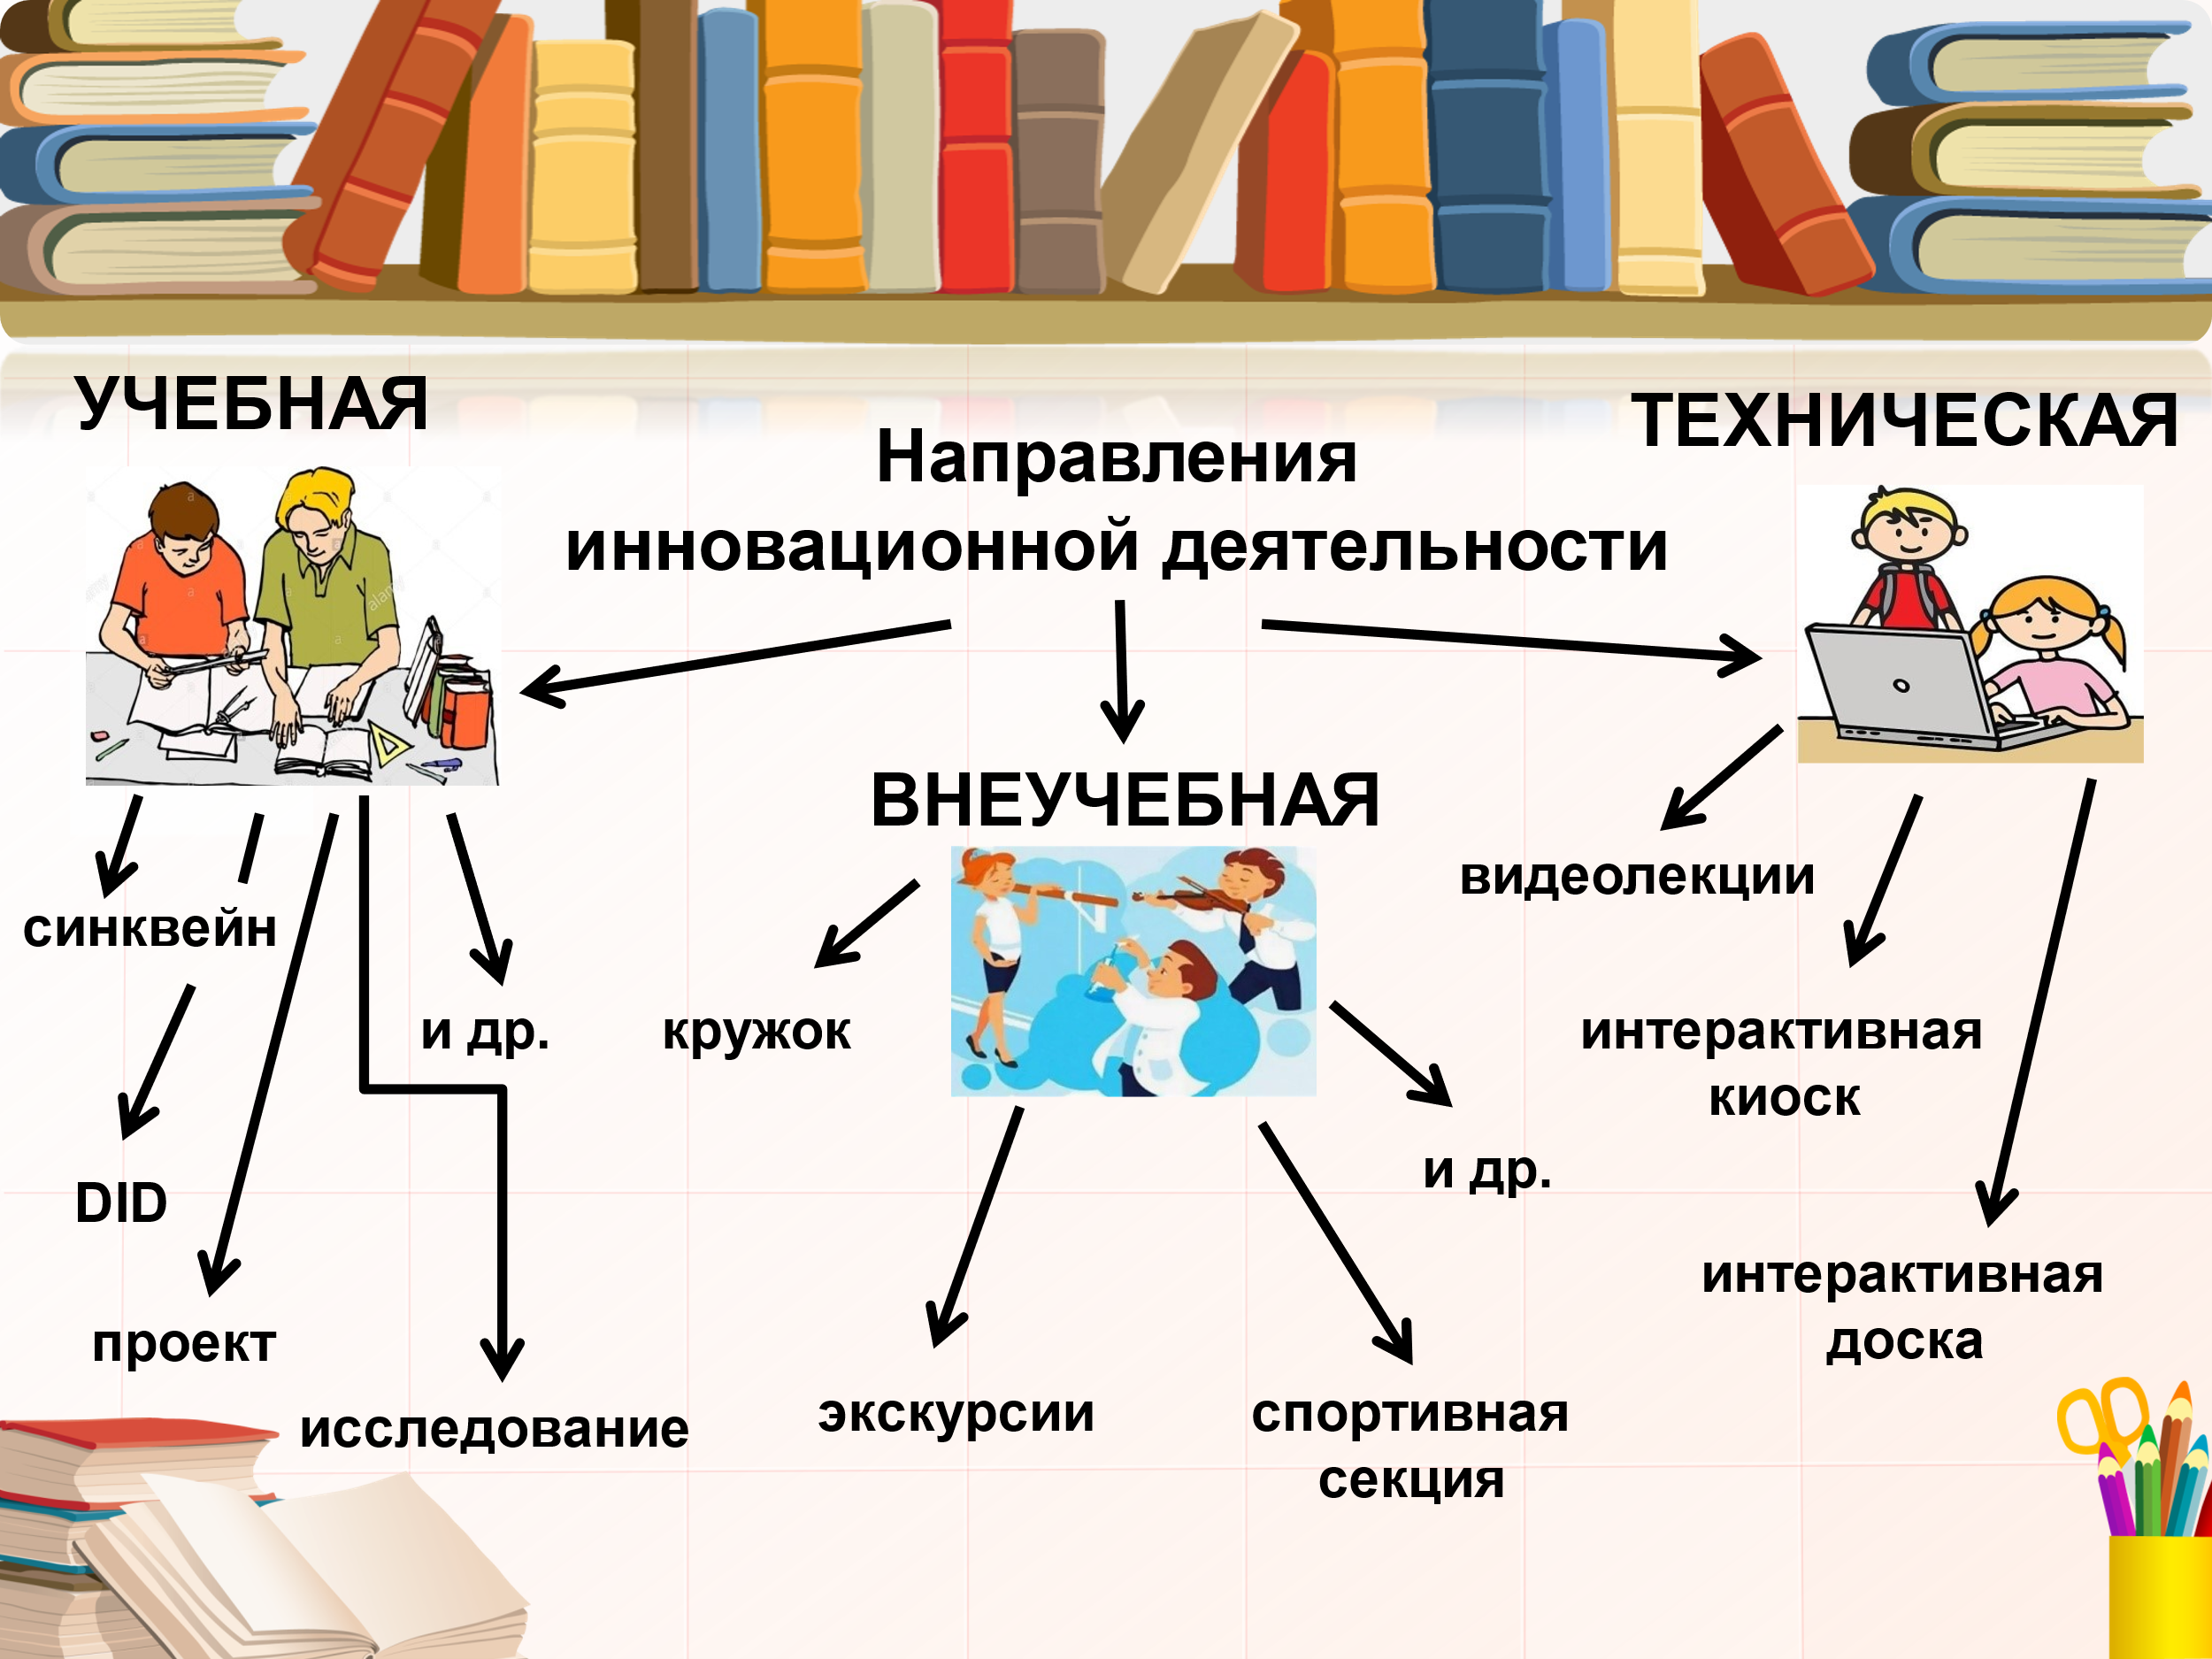 УЧЕБНАЯ
ТЕХНИЧЕСКАЯ
Направления
инновационной деятельности
ВНЕУЧЕБНАЯ
видеолекции
синквейн
и др.
кружок
интерактивная
киоск
и др.
DID
интерактивная
доска
проект
исследование
экскурсии
спортивная
секция
alamy